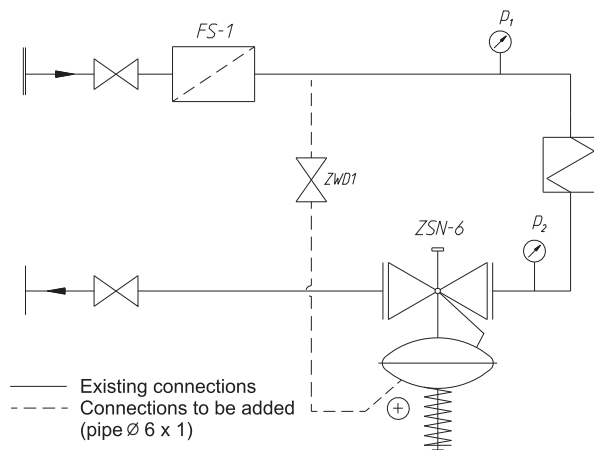 FS-1
p1
ZWD1
ZSN-6
p2
Existing connections
Connections to be added
(pipe Ø 6 x 1)
+